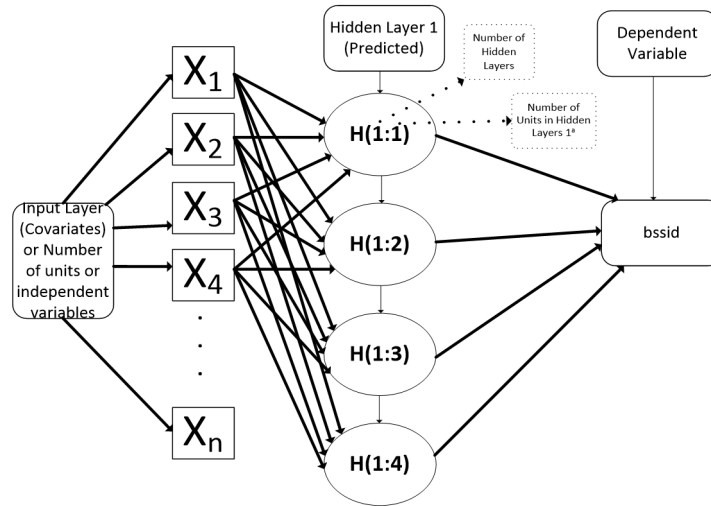 Hidden Layer 1
(Predicted)
Number of
Hidden
Layers
Dependent
Variable
Number of
Units in Hidden
Layers 1ª
X1
X2
X3
X4
.
.
.
Xn
Input Layer
(Covariates)
or Number
of units or
independent
variables
H(1:1)
H(1:2)
H(1:3)
H(1:4)
bssid